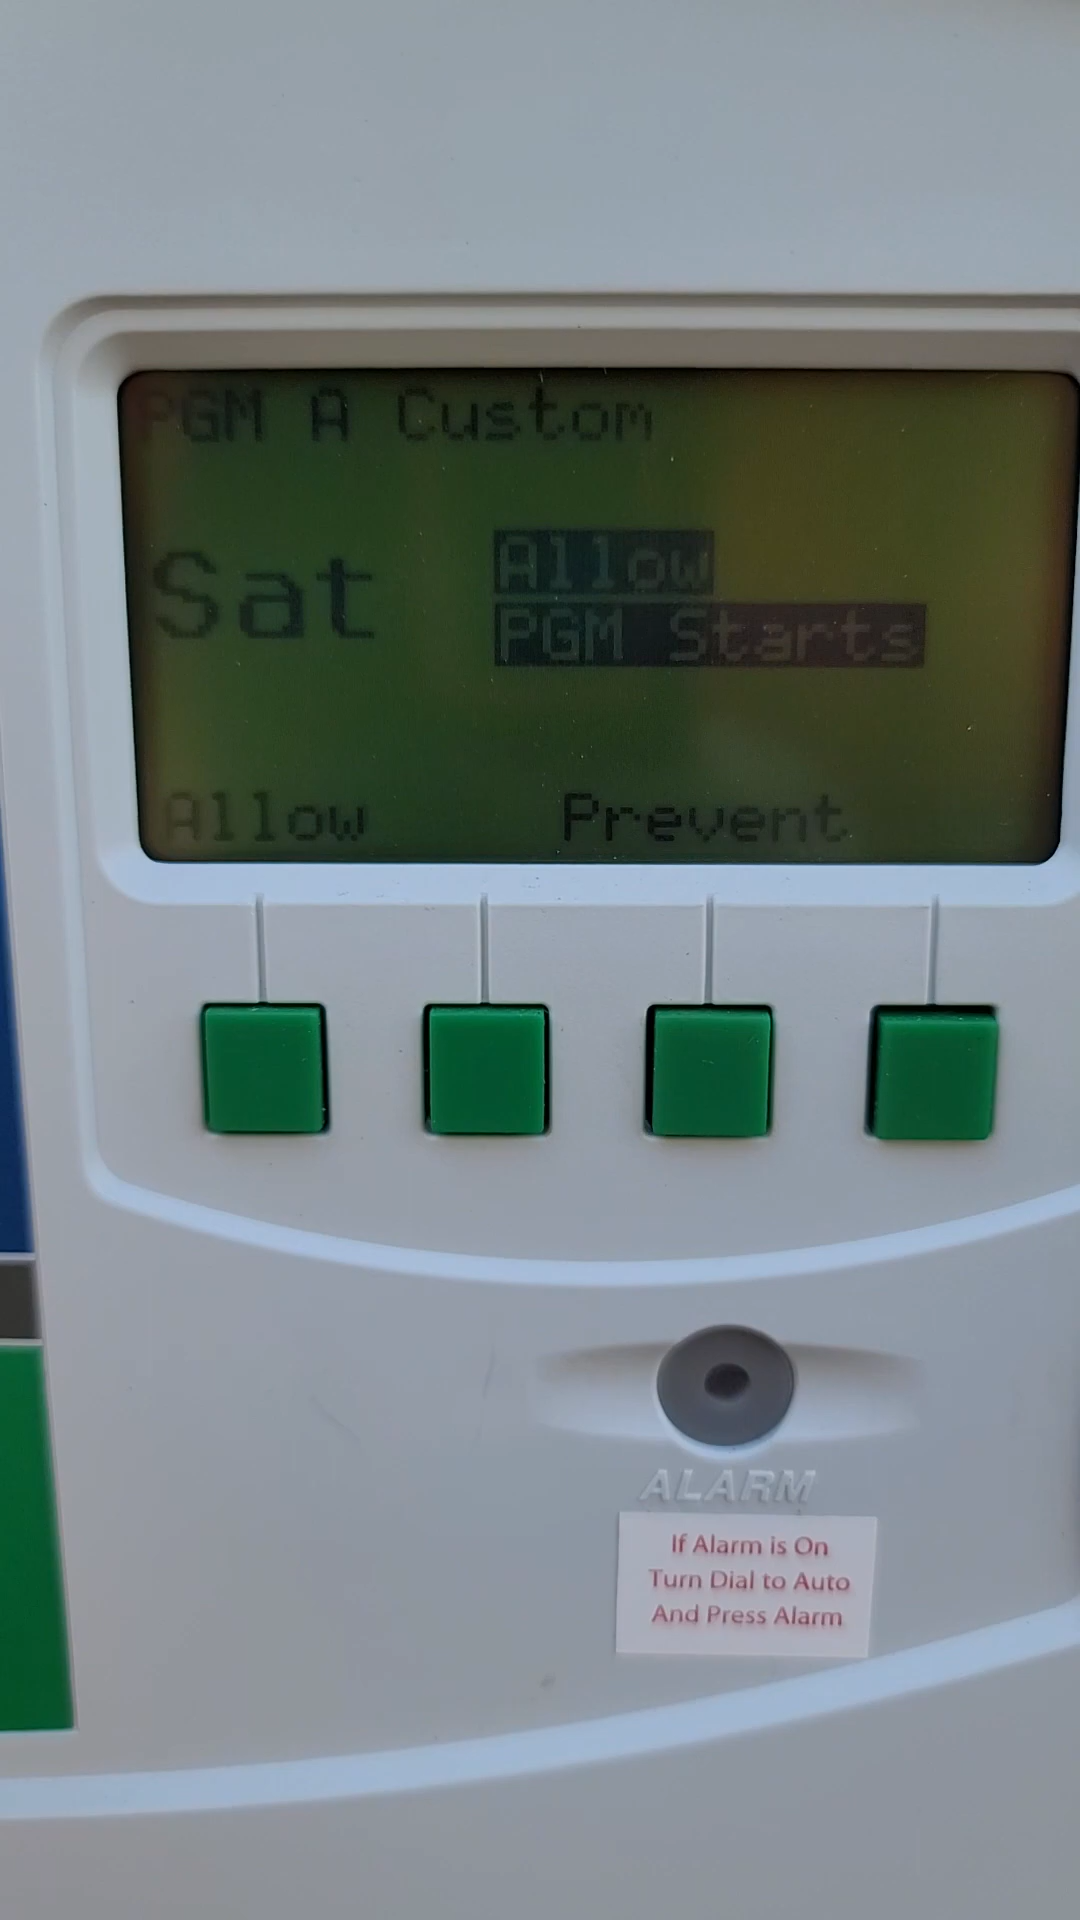 PGM A Custom
Sat
Allow
PGM Starts
Allow Prevent
ALARM
If Alarm is On
Turn Dial to Auto
And Press Alarm